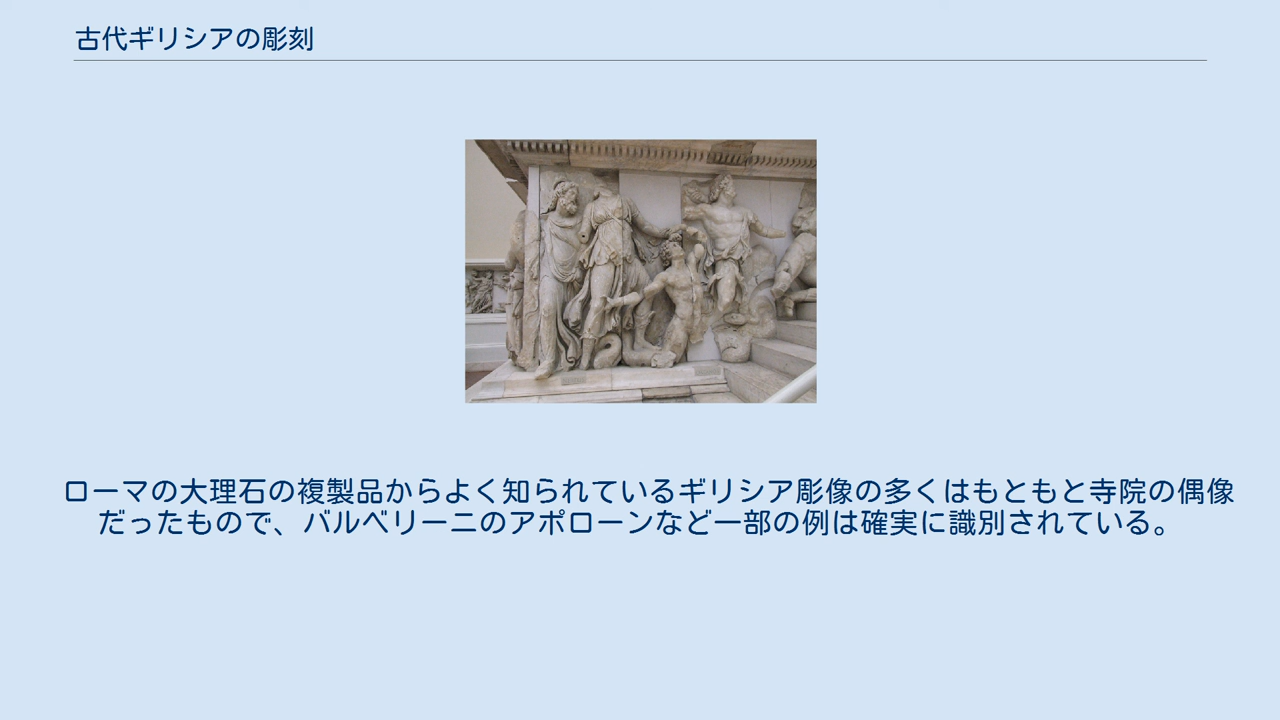 古代ギリシアの彫刻
ローマの大理石の複製品からよく知られているギリシア彫像の多くはもともと寺院の偶像
だったもので、バルベリーニのアポローンなど一部の例は確実に識別されている。